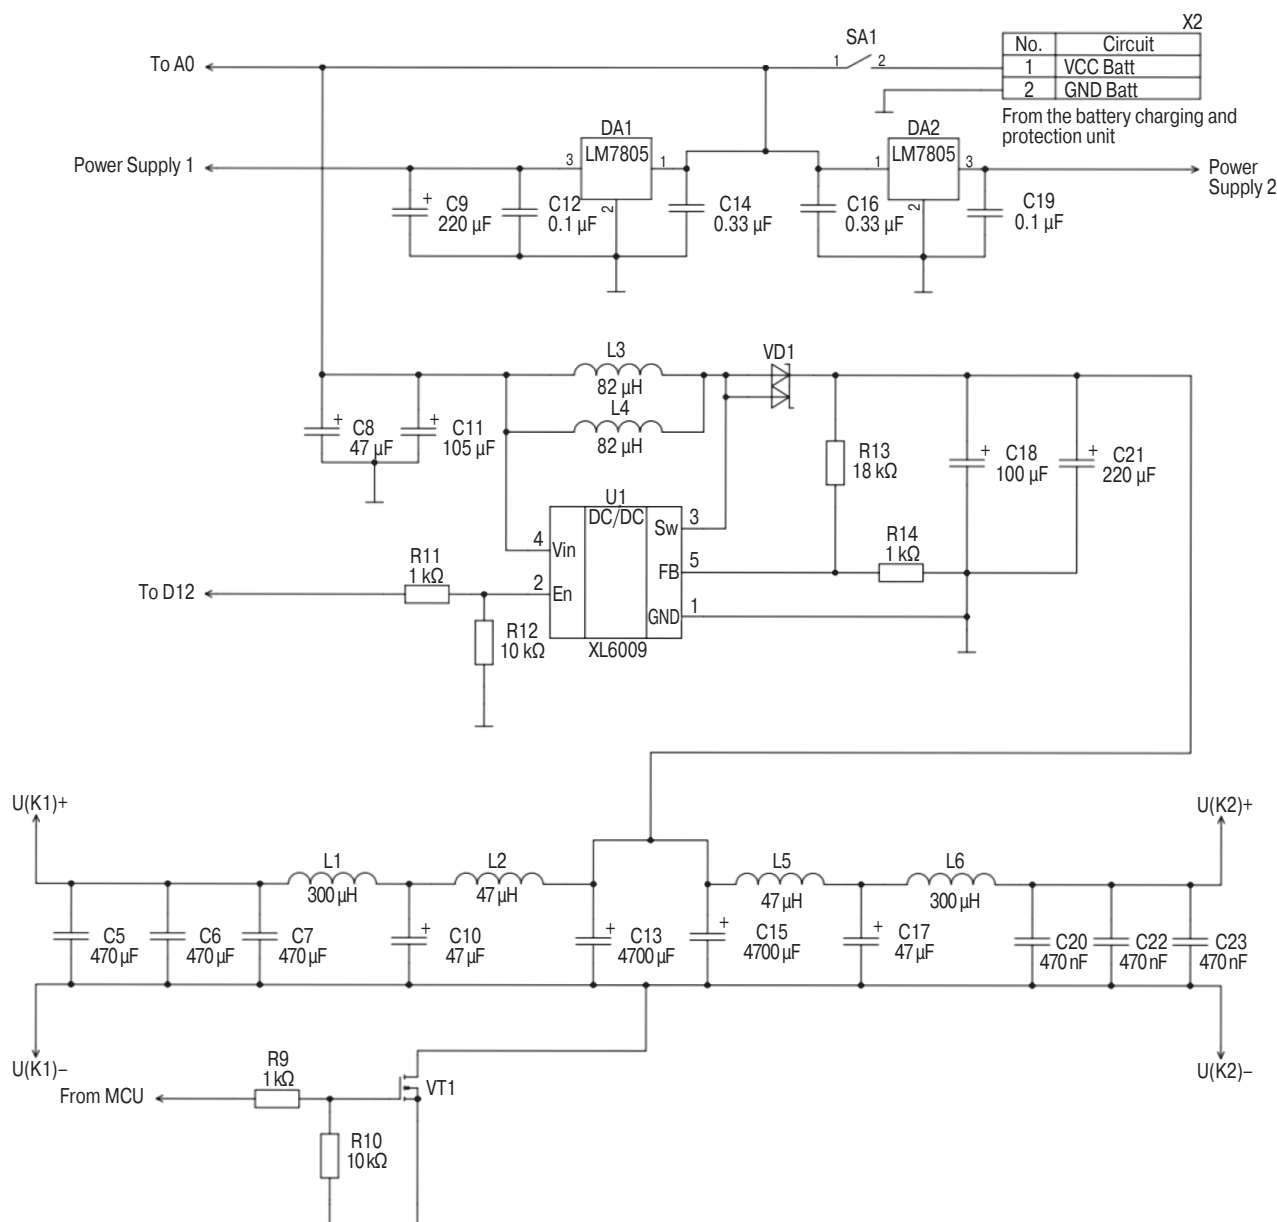 X2
SA1
No. Circuit
To A0
1 2
1 VCC Batt
2 GND Batt
From the battery charging and
protection unit
DA1
DA2
LM7805
LM7805
Power Supply 1
3
1
1
3
Power
Supply 2
2
2
+ C9
220 µF
C12
0.1 µF
C14
0.33 µF
C16
0.33 µF
C19
0.1 µF
L3
82 µH
VD1
L4
82 µH
+ C8
47 µF
+ C11
105 µF
R13
18 kΩ
+ C18
100 µF
+ C21
220 µF
U1
DC/DC
Sw 3
4 Vin
R14
1 kΩ
FB 5
R11
1 kΩ
To D12
2 En
GND 1
R12
10 kΩ
XL6009
U(K1)+
U(K2)+
L1
300 µH
L2
47 µH
L5
47 µH
L6
300 µH
C5
470 µF
C6
470 µF
C7
470 µF
+ C10
47 µF
+ C13
4700 µF
+ C15
4700 µF
+ C17
47 µF
C20
470 nF
C22
470 nF
C23
470 nF
U(K1)–
U(K2)–
R9
1 kΩ
From MCU
VT1
R10
10 kΩ